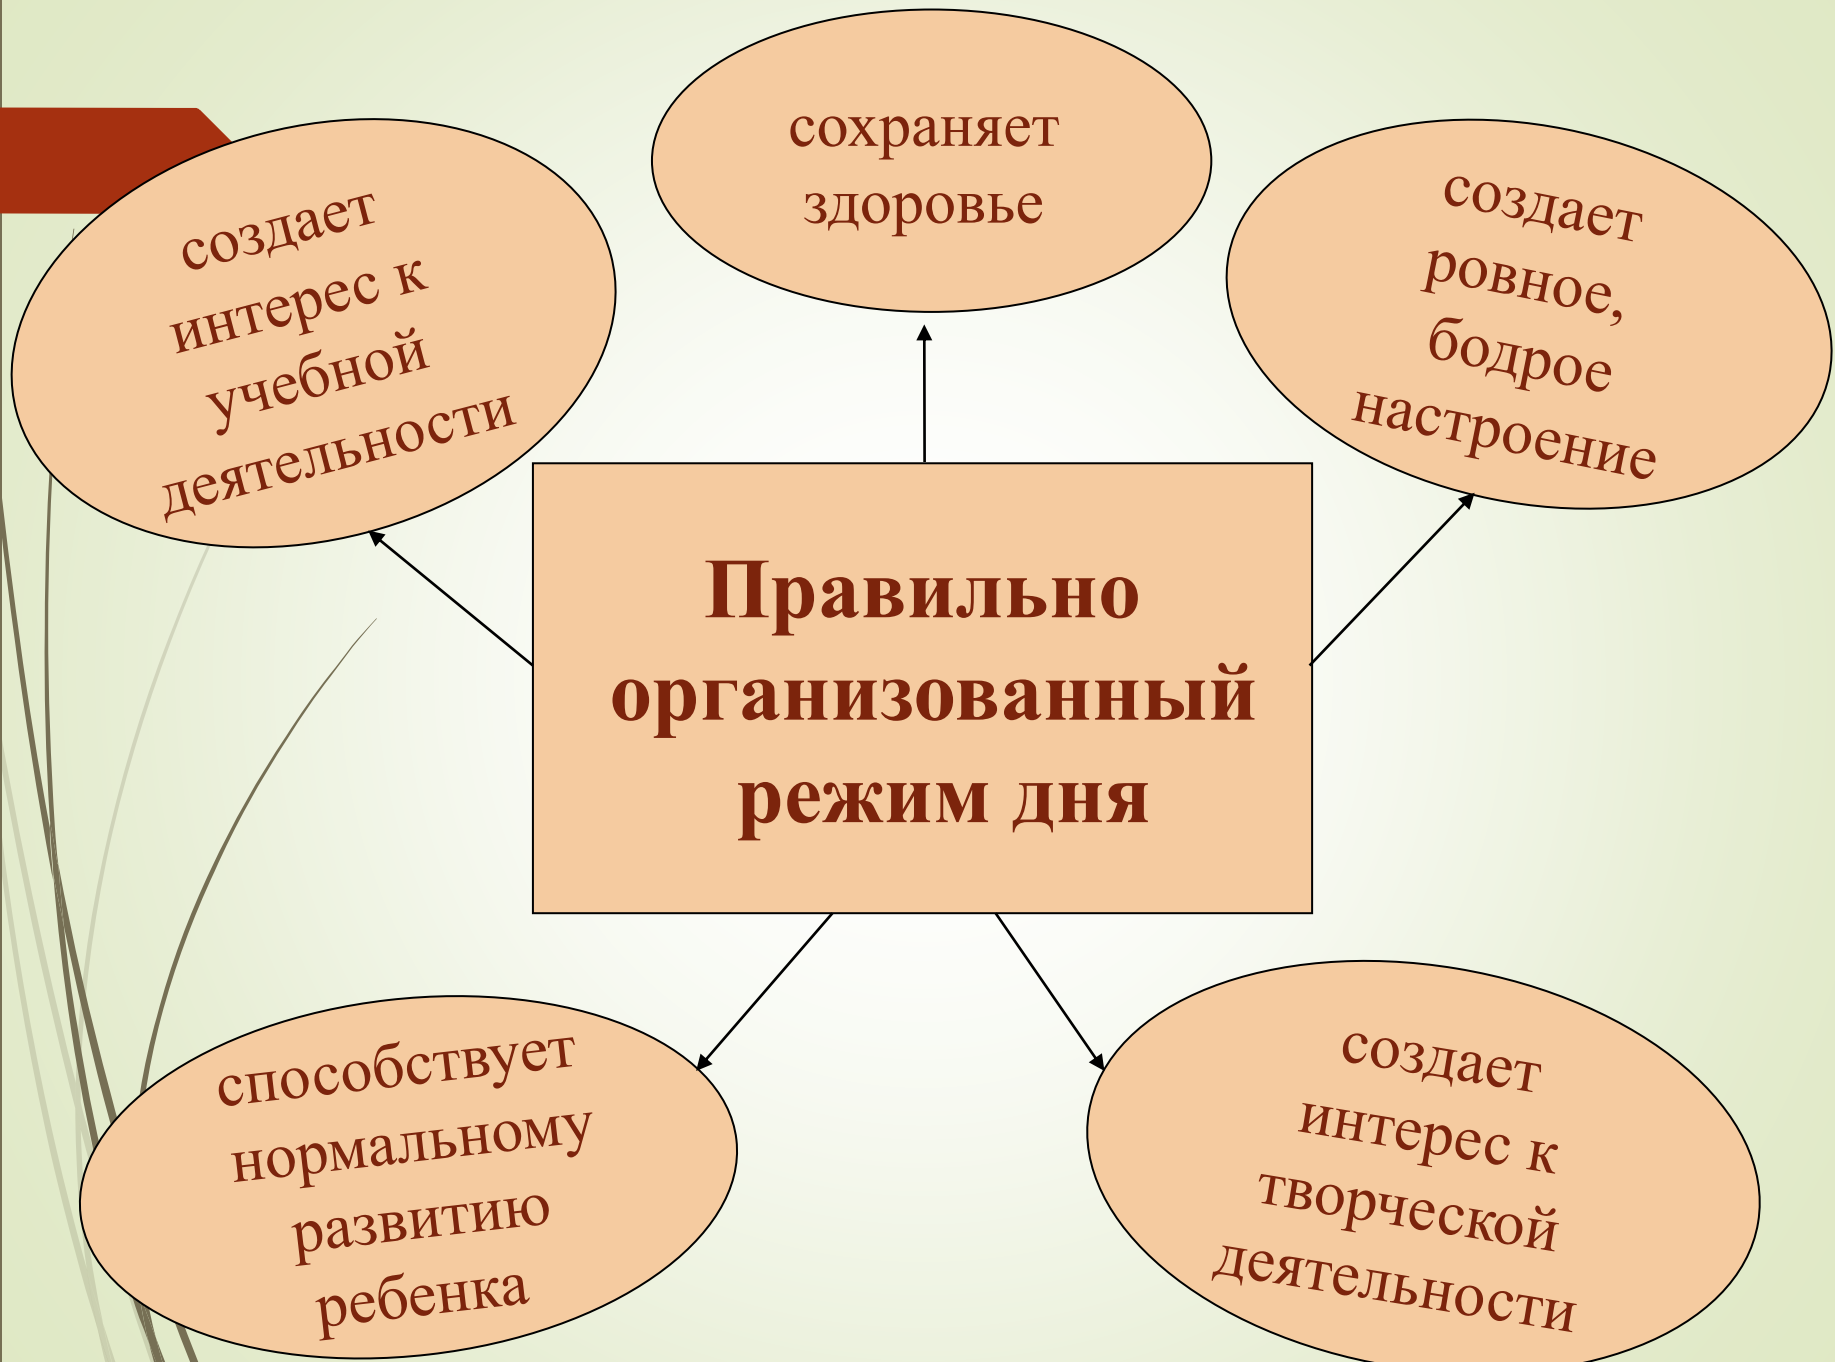 сохраняет
здоровье
создает
интерес к
учебной
деятельности
создает
ровное,
бодрое
настроение
Правильно
организованный
режим дня
способствует
нормальному
развитию
ребенка
создает
интерес к
творческой
деятельности